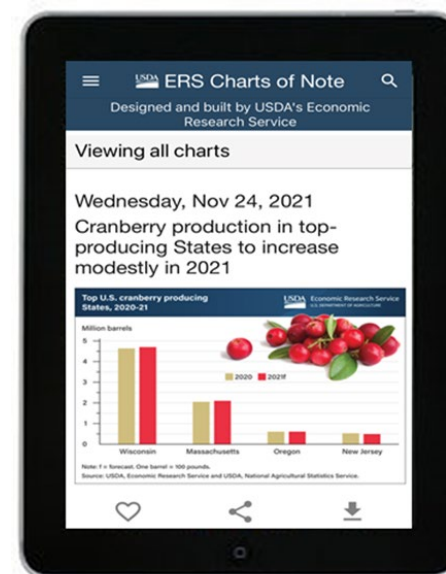 USDA ERS Charts of Note
Designed and built by USDA's Economic
Research Service
Viewing all charts
Wednesday, Nov 24, 2021
Cranberry production in top-
producing States to increase
modestly in 2021
Top U.S. cranberry producing
States, 2020-21
USDA Economic Research Service
U.S. DEPARTMENT OF AGRICULTURE
Million barrels
5
4
3
2
1
0
2020 2021f
Wisconsin Massachusetts Oregon New Jersey
Note: f = forecast. One barrel = 100 pounds.
Source: USDA, Economic Research Service and USDA, National Agricultural Statistics Service.